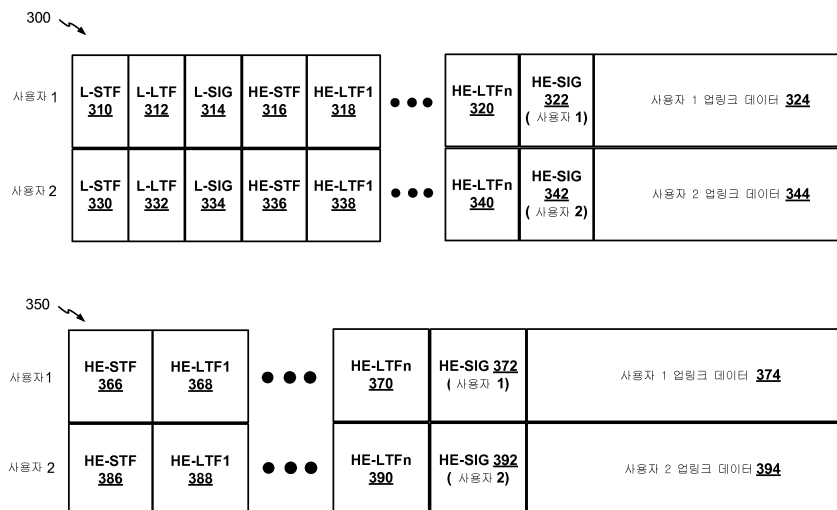 300
사용자 1
L-STF
310
L-LTF
312
L-SIG
314
HE-STF
316
HE-LTF1
318
HE-LTFn
320
HE-SIG
322
( 사용자 1)
사용자 1 업링크 데이터 324
사용자 2
L-STF
330
L-LTF
332
L-SIG
334
HE-STF
336
HE-LTF1
338
HE-LTFn
340
HE-SIG
342
( 사용자 2)
사용자 2 업링크 데이터 344
350
사용자1
HE-STF
366
HE-LTF1
368
HE-LTFn
370
HE-SIG 372
( 사용자 1)
사용자 1 업링크 데이터 374
사용자 2
HE-STF
386
HE-LTF1
388
HE-LTFn
390
HE-SIG 392
( 사용자 2)
사용자 2 업링크 데이터 394